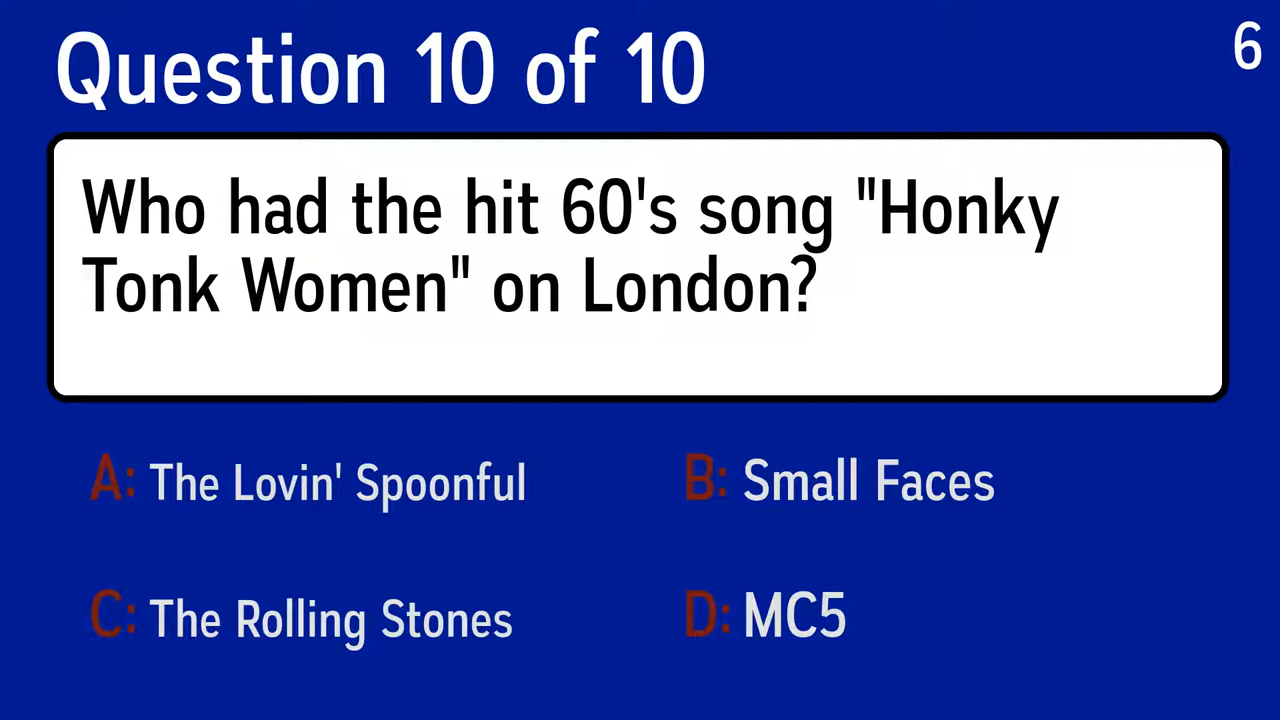 Question 10 of 10
6
Who had the hit 60's song "Honky
Tonk Women" on London?
A: The Lovin' Spoonful
B: Small Faces
C: The Rolling Stones
D: MC5